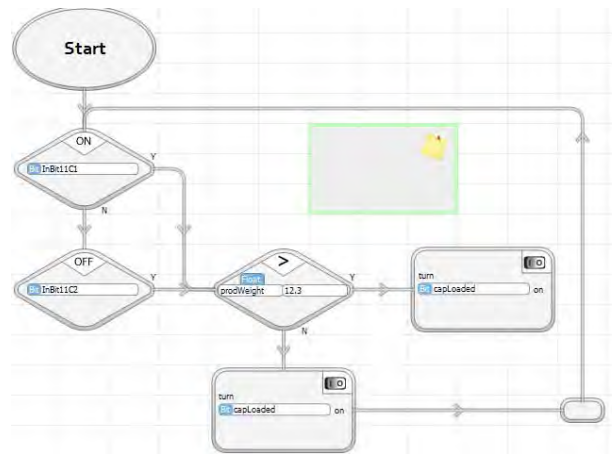 Start
ON
Bit InBit11C1
Y
N
OFF
Bit InBit11C2
Y
>
Float
prodWeight 12.3
Y
N
turn
Bit capLoaded on
turn
Bit capLoaded on